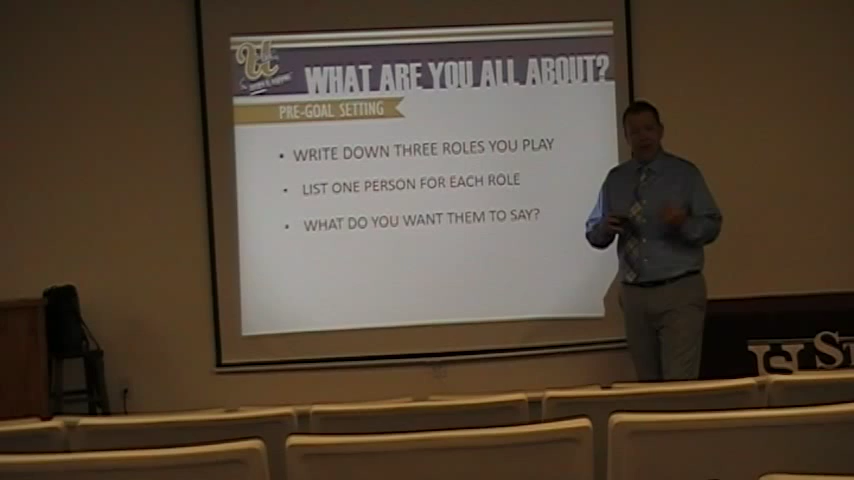 WHAT ARE YOU ALL ABOUT?
PRE-GOAL SETTING
• WRITE DOWN THREE ROLES YOU PLAY
• LIST ONE PERSON FOR EACH ROLE
• WHAT DO YOU WANT THEM TO SAY?